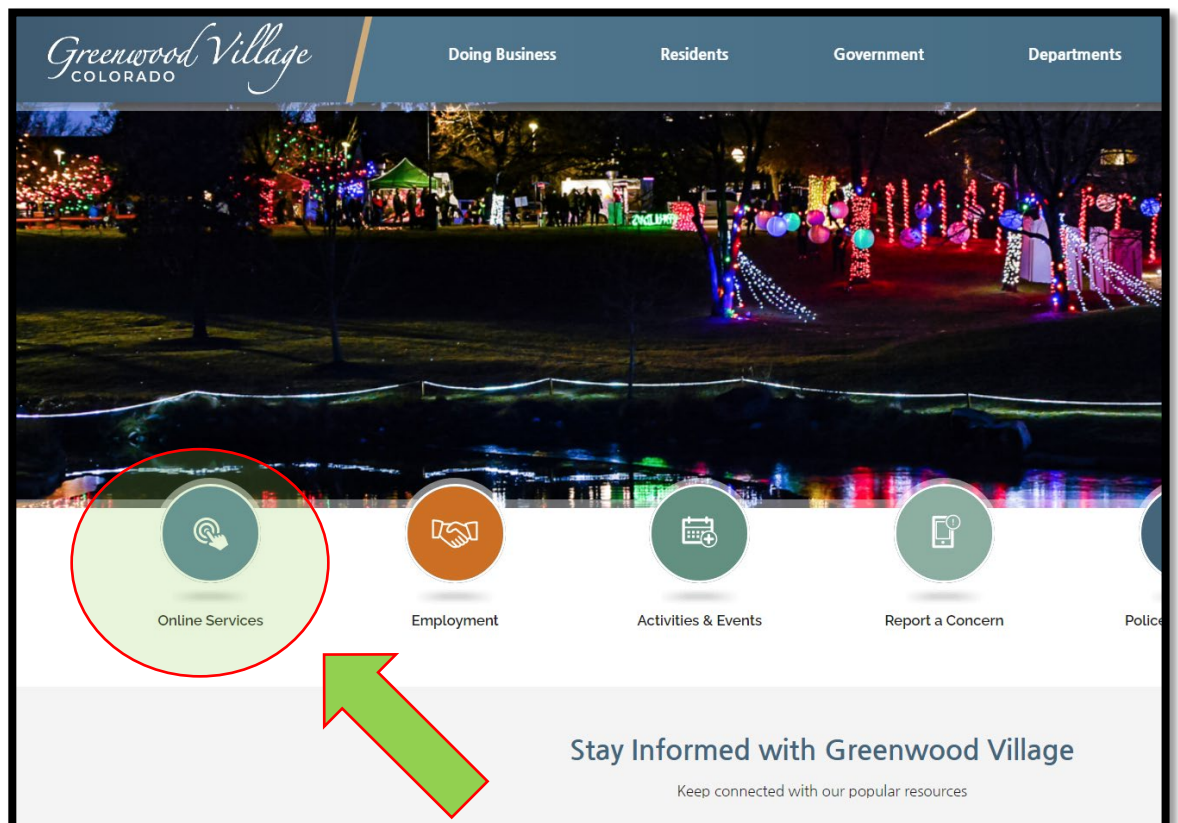 Greenwood Village
COLORADO
Doing Business
Residents
Government
Departments
Online Services
Employment
Activities & Events
Report a Concern
Police
Stay Informed with Greenwood Village
Keep connected with our popular resources